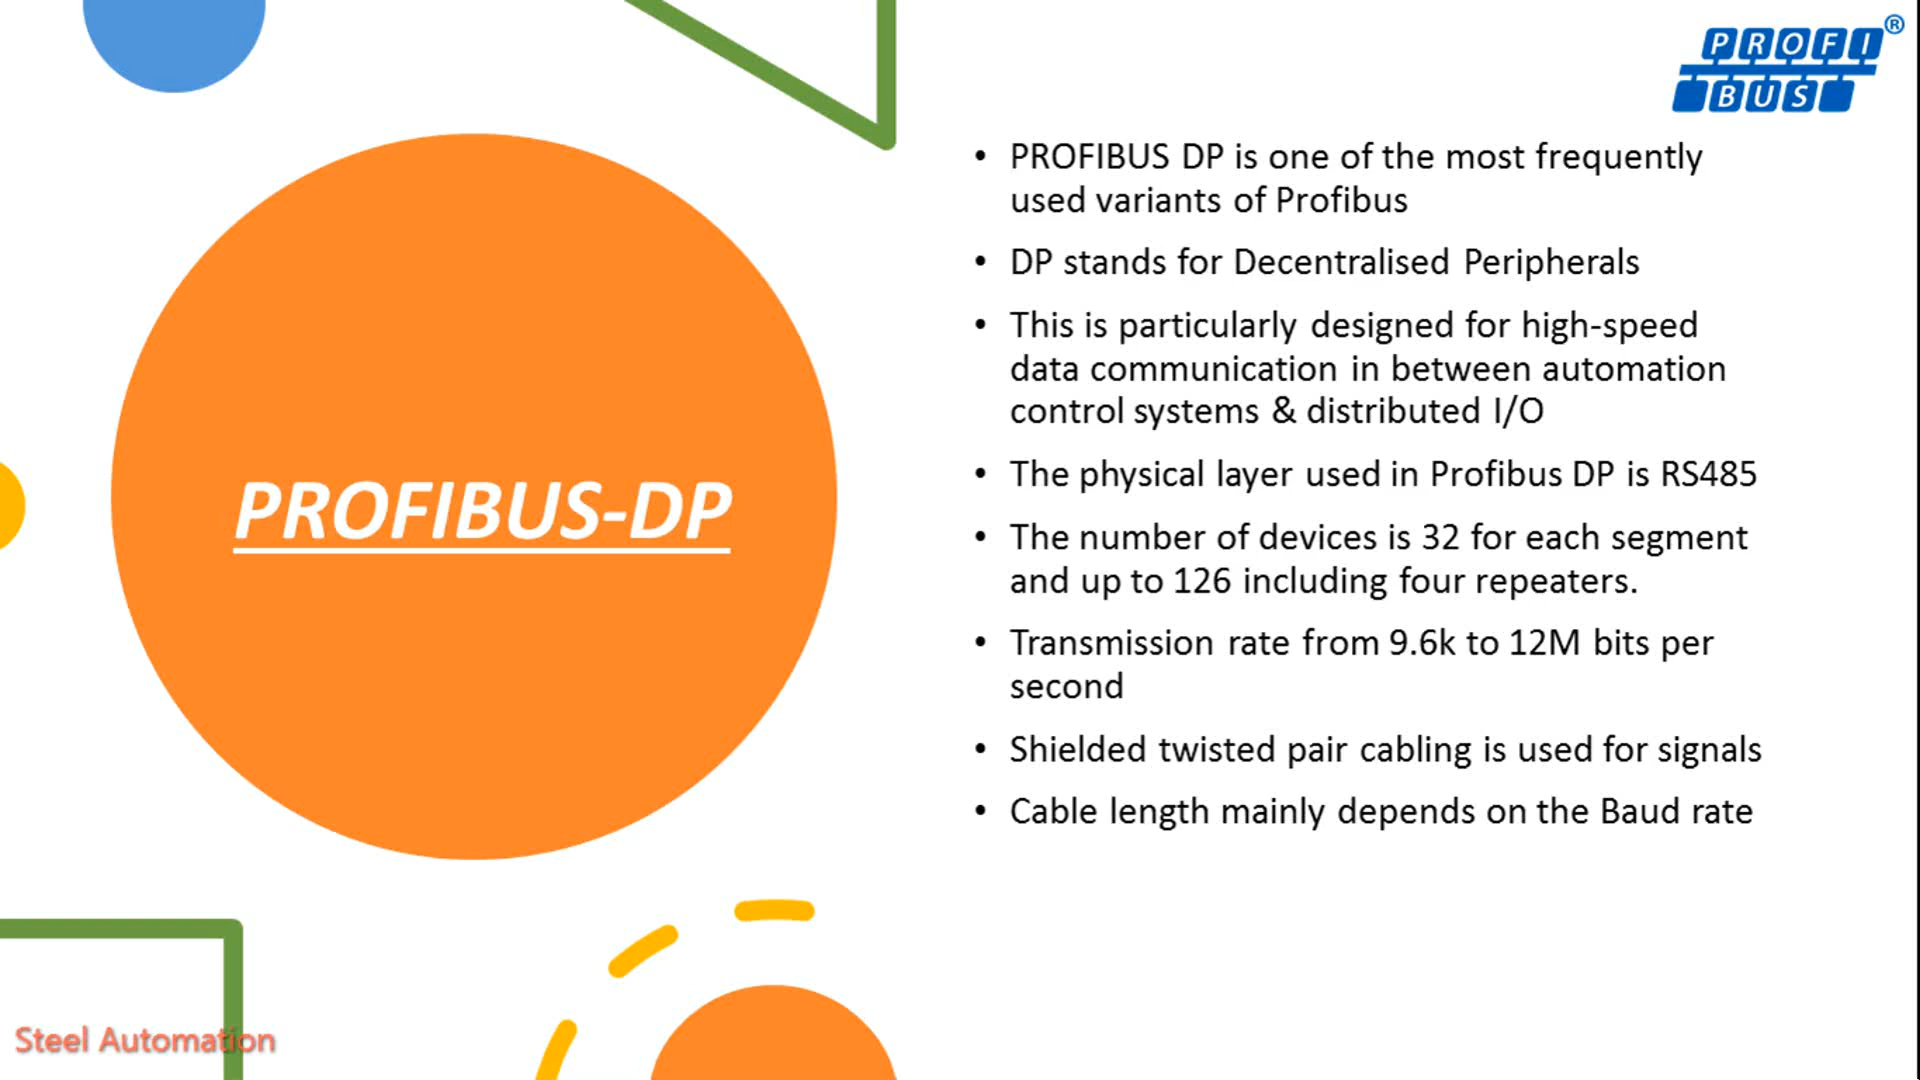 PROFI
BUS®
PROFIBUS-DP
• PROFIBUS DP is one of the most frequently
used variants of Profibus
• DP stands for Decentralised Peripherals
• This is particularly designed for high-speed
data communication in between automation
control systems & distributed I/O
• The physical layer used in Profibus DP is RS485
• The number of devices is 32 for each segment
and up to 126 including four repeaters.
• Transmission rate from 9.6k to 12M bits per
second
• Shielded twisted pair cabling is used for signals
• Cable length mainly depends on the Baud rate
Steel Automation